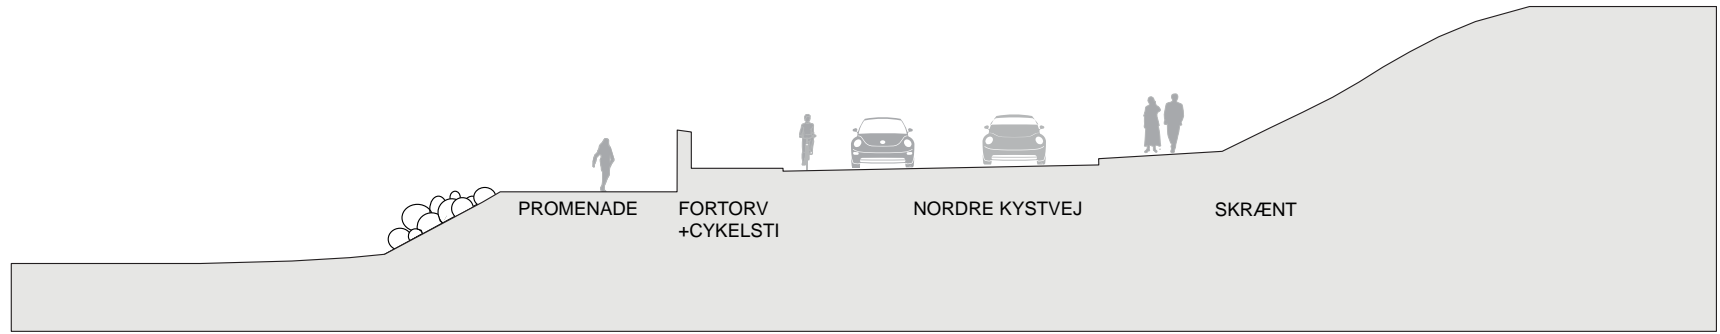 PROMENADE
FORTORV
+CYKELSTI
NORDRE KYSTVEJ
SKRÆNT